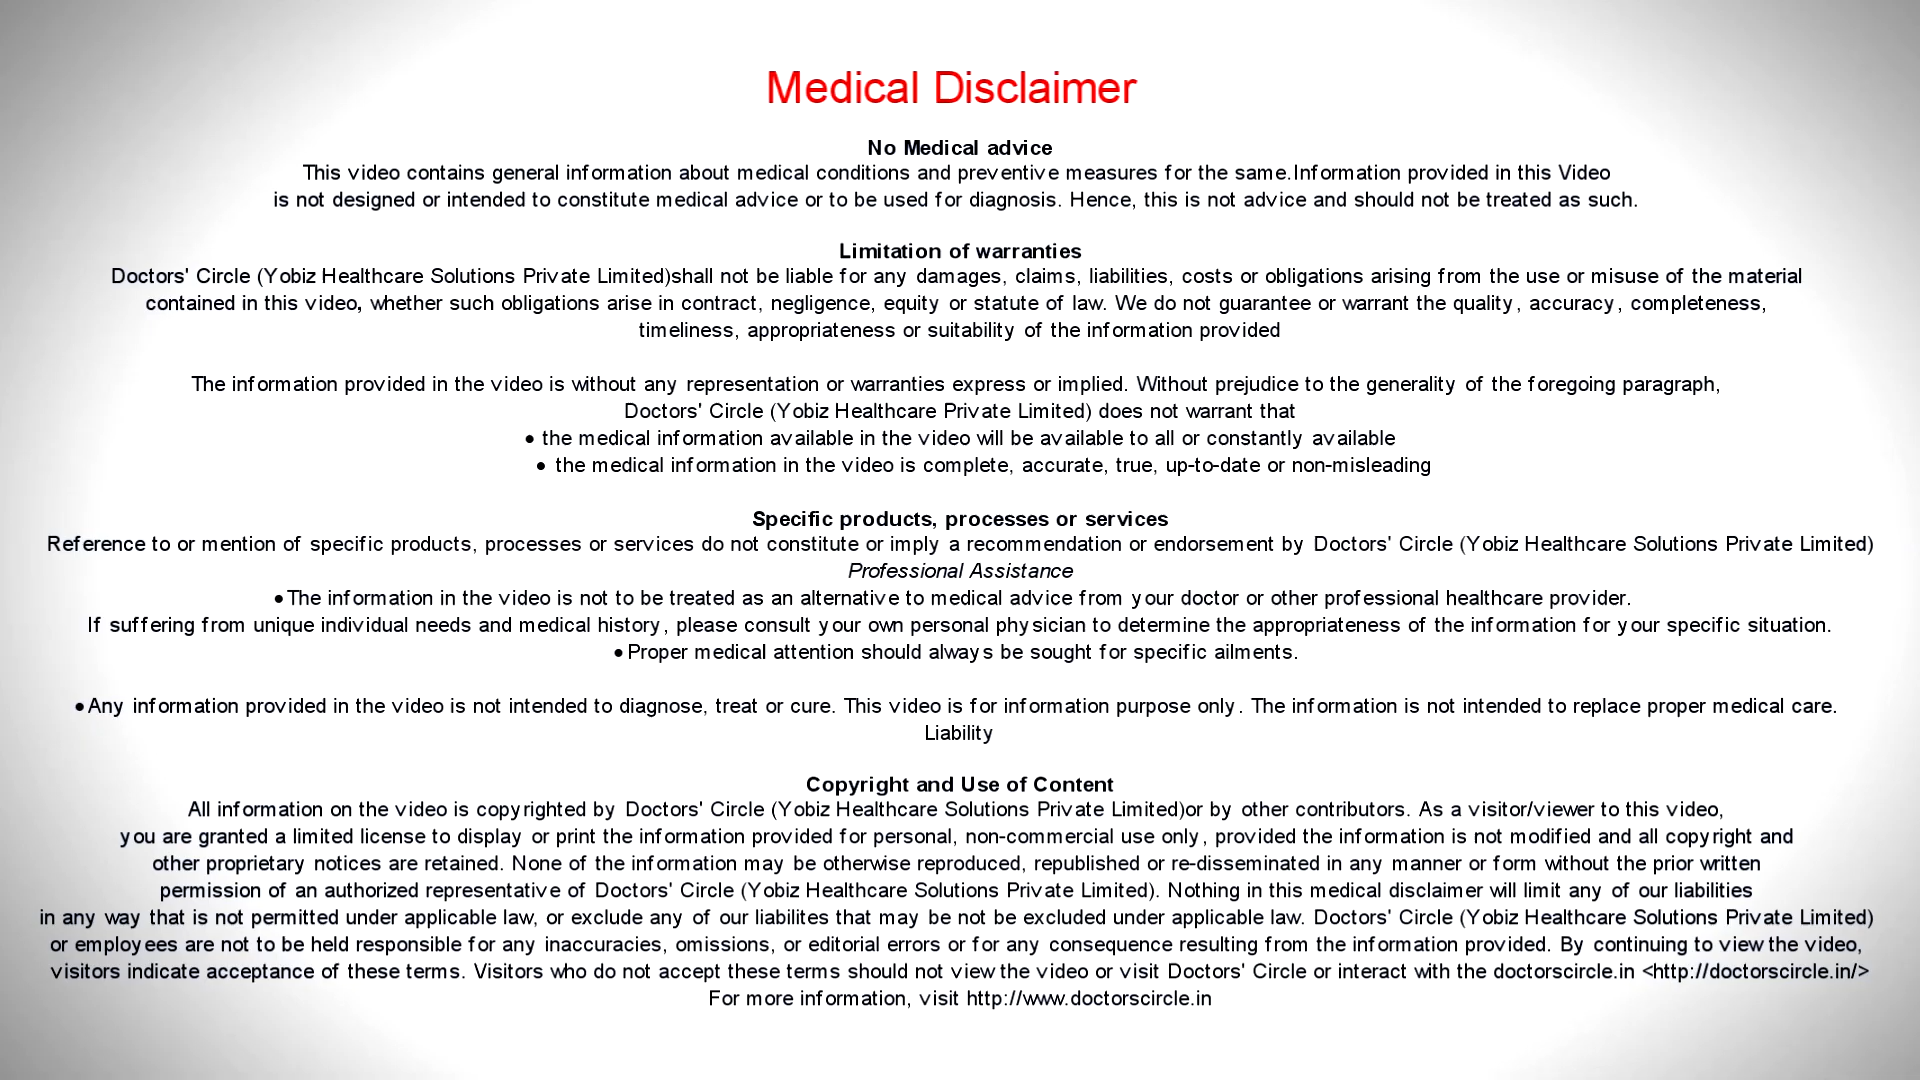 Medical Disclaimer
No Medical advice
This video contains general information about medical conditions and preventive measures for the same.Information provided in this Video
is not designed or intended to constitute medical advice or to be used for diagnosis. Hence, this is not advice and should not be treated as such.
Limitation of warranties
Doctors' Circle (Yobiz Healthcare Solutions Private Limited)shall not be liable for any damages, claims, liabilities, costs or obligations arising from the use or misuse of the material
contained in this video, whether such obligations arise in contract, negligence, equity or statute of law. We do not guarantee or warrant the quality, accuracy, completeness,
timeliness, appropriateness or suitability of the information provided
The information provided in the video is without any representation or warranties express or implied. Without prejudice to the generality of the foregoing paragraph,
Doctors' Circle (Yobiz Healthcare Private Limited) does not warrant that
• the medical information available in the video will be available to all or constantly available
• the medical information in the video is complete, accurate, true, up-to-date or non-misleading
Specific products, processes or services
Reference to or mention of specific products, processes or services do not constitute or imply a recommendation or endorsement by Doctors' Circle (Yobiz Healthcare Solutions Private Limited)
Professional Assistance
•The information in the video is not to be treated as an alternative to medical advice from your doctor or other professional healthcare provider.
If suffering from unique individual needs and medical history, please consult your own personal physician to determine the appropriateness of the information for your specific situation.
•Proper medical attention should always be sought for specific ailments.
•Any information provided in the video is not intended to diagnose, treat or cure. This video is for information purpose only. The information is not intended to replace proper medical care.
Liability
Copyright and Use of Content
All information on the video is copyrighted by Doctors' Circle (Yobiz Healthcare Solutions Private Limited)or by other contributors. As a visitor/viewer to this video,
you are granted a limited license to display or print the information provided for personal, non-commercial use only, provided the information is not modified and all copyright and
other proprietary notices are retained. None of the information may be otherwise reproduced, republished or re-disseminated in any manner or form without the prior written
permission of an authorized representative of Doctors' Circle (Yobiz Healthcare Solutions Private Limited). Nothing in this medical disclaimer will limit any of our liabilities
in any way that is not permitted under applicable law, or exclude any of our liabilites that may be not be excluded under applicable law. Doctors' Circle (Yobiz Healthcare Solutions Private Limited)
or employees are not to be held responsible for any inaccuracies, omissions, or editorial errors or for any consequence resulting from the information provided. By continuing to view the video,
visitors indicate acceptance of these terms. Visitors who do not accept these terms should not view the video or visit Doctors' Circle or interact with the doctorscircle.in <http://doctorscircle.in/>
For more information, visit http://www.doctorscircle.in